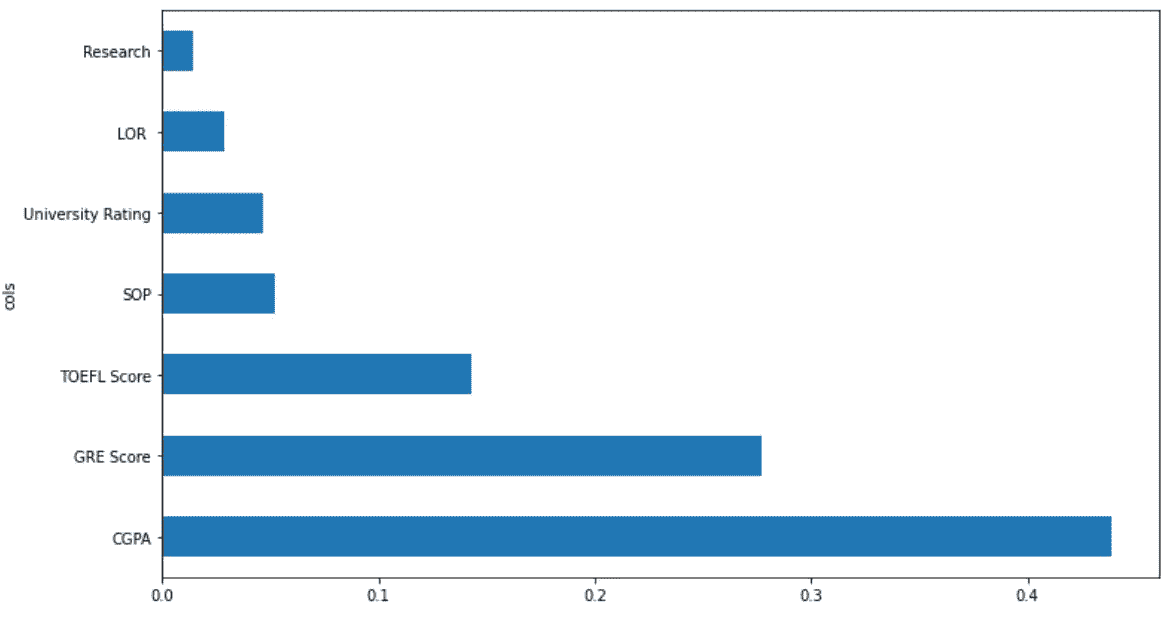 Research
LOR
University Rating
SOP
cols
TOEFL Score
GRE Score
CGPA
0.0 0.1 0.2 0.3 0.4